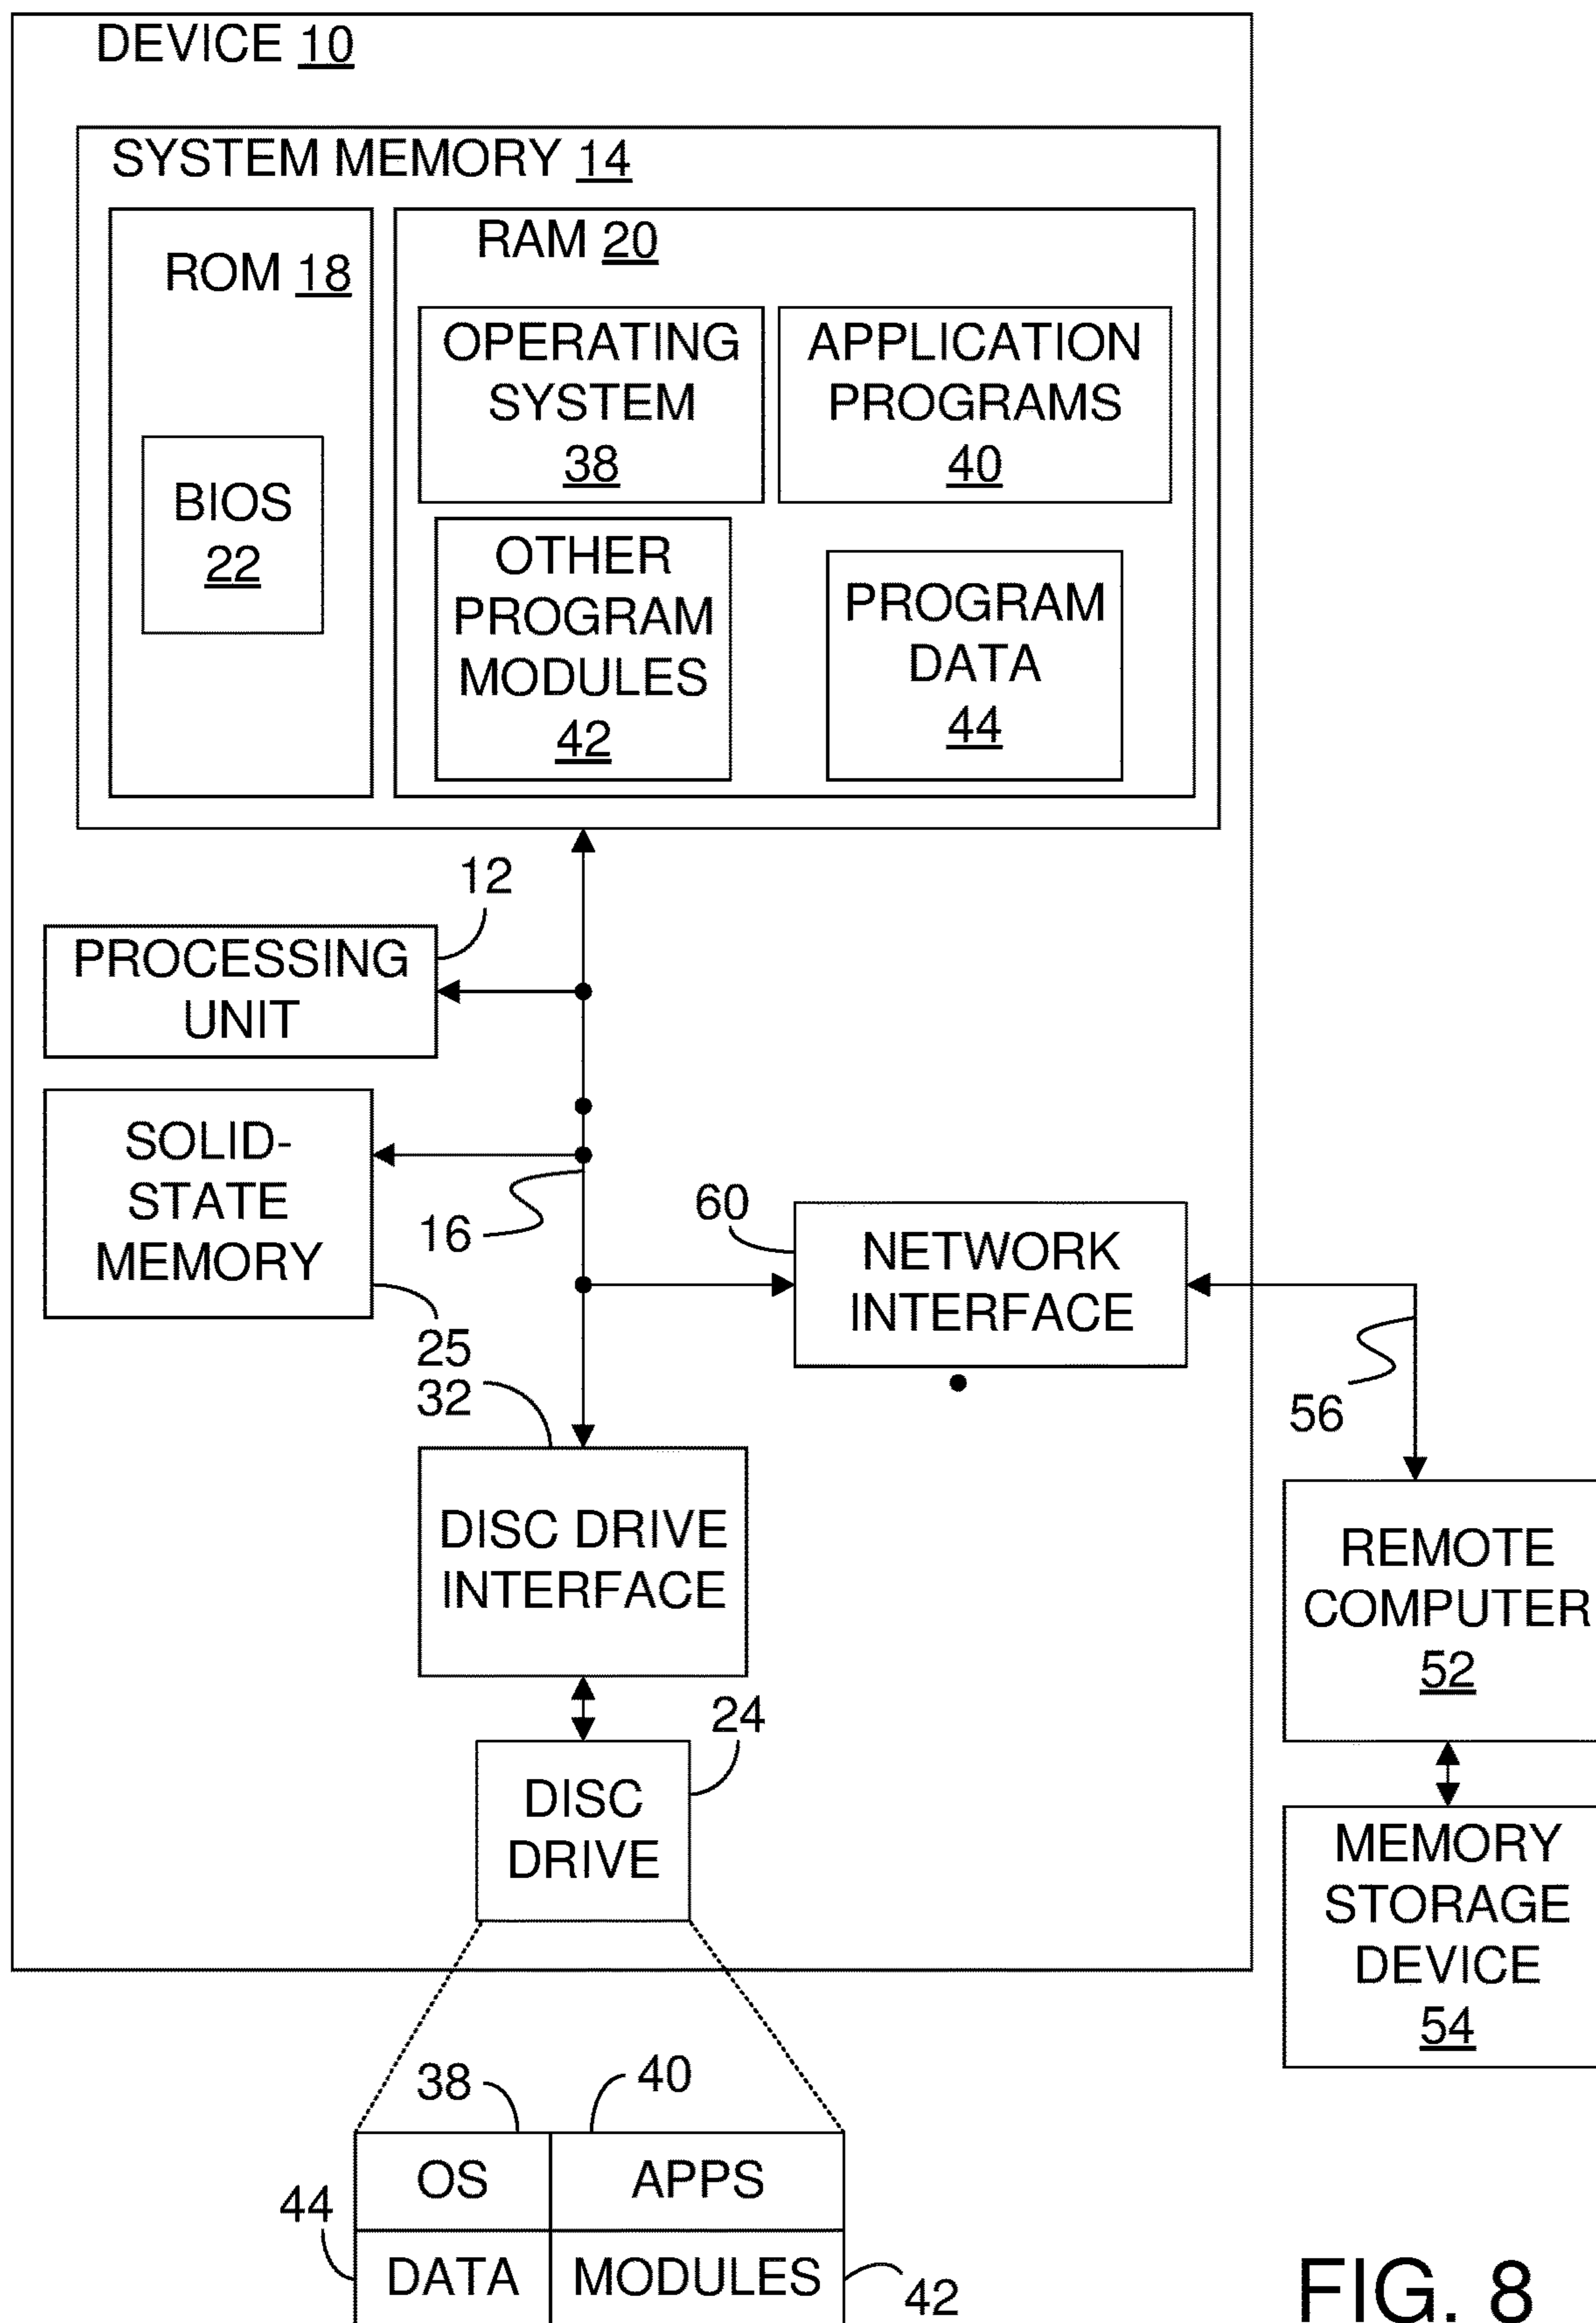 DEVICE 10
SYSTEM MEMORY 14
ROM 18
BIOS
22
RAM 20
OPERATING
SYSTEM
38
APPLICATION
PROGRAMS
40
OTHER
PROGRAM
MODULES
42
PROGRAM
DATA
44
12
PROCESSING
UNIT
SOLID-
STATE
MEMORY
25
16
60
NETWORK
INTERFACE
56
32
DISC DRIVE
INTERFACE
24
DISC
DRIVE
REMOTE
COMPUTER
52
MEMORY
STORAGE
DEVICE
54
38
40
OS
APPS
44
DATA
MODULES
42
FIG. 8